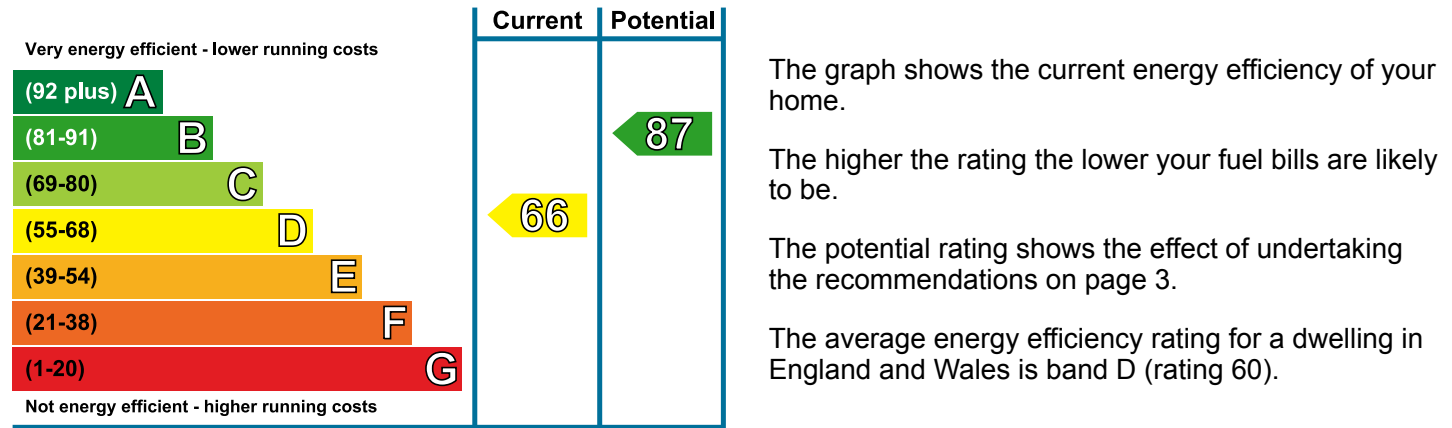 Current Potential
Very energy efficient - lower running costs
(92 plus) A
(81-91) B
87
(69-80) C
(55-68) D
66
(39-54) E
(21-38) F
(1-20) G
Not energy efficient - higher running costs
The graph shows the current energy efficiency of your
home.
The higher the rating the lower your fuel bills are likely
to be.
The potential rating shows the effect of undertaking
the recommendations on page 3.
The average energy efficiency rating for a dwelling in
England and Wales is band D (rating 60).